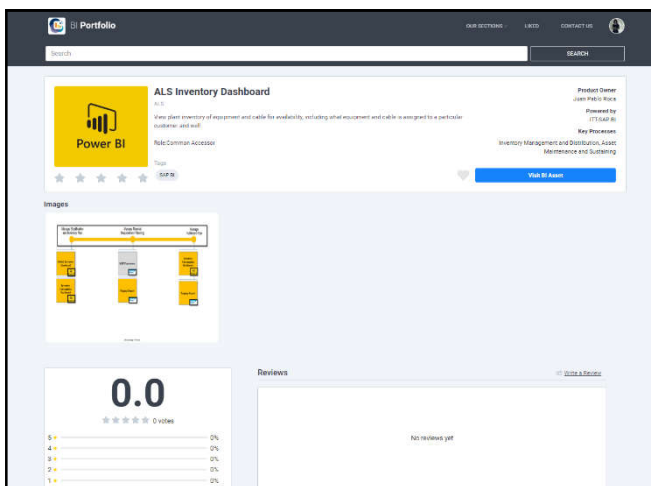 BI Portfolio
OUR SECTIONS
LIKED
CONTACT US
Search
SEARCH
ALS Inventory Dashboard
ALS
View plant inventory of equipment and cable for availability, including what equipment and cable is assigned to a particular
customer and well.
Role:Common Accessor
Tags
SAP BI
Power BI
Product Owner
Juan Pablo Roca
Powered by
ITT/SAP BI
Key Processes
Inventory Management and Distribution, Asset
Maintenance and Sustaining
Visit BI Asset
Images
0.0
0 votes
5 0%
4 0%
3 0%
2 0%
1 0%
Reviews
Write a Review
No reviews yet